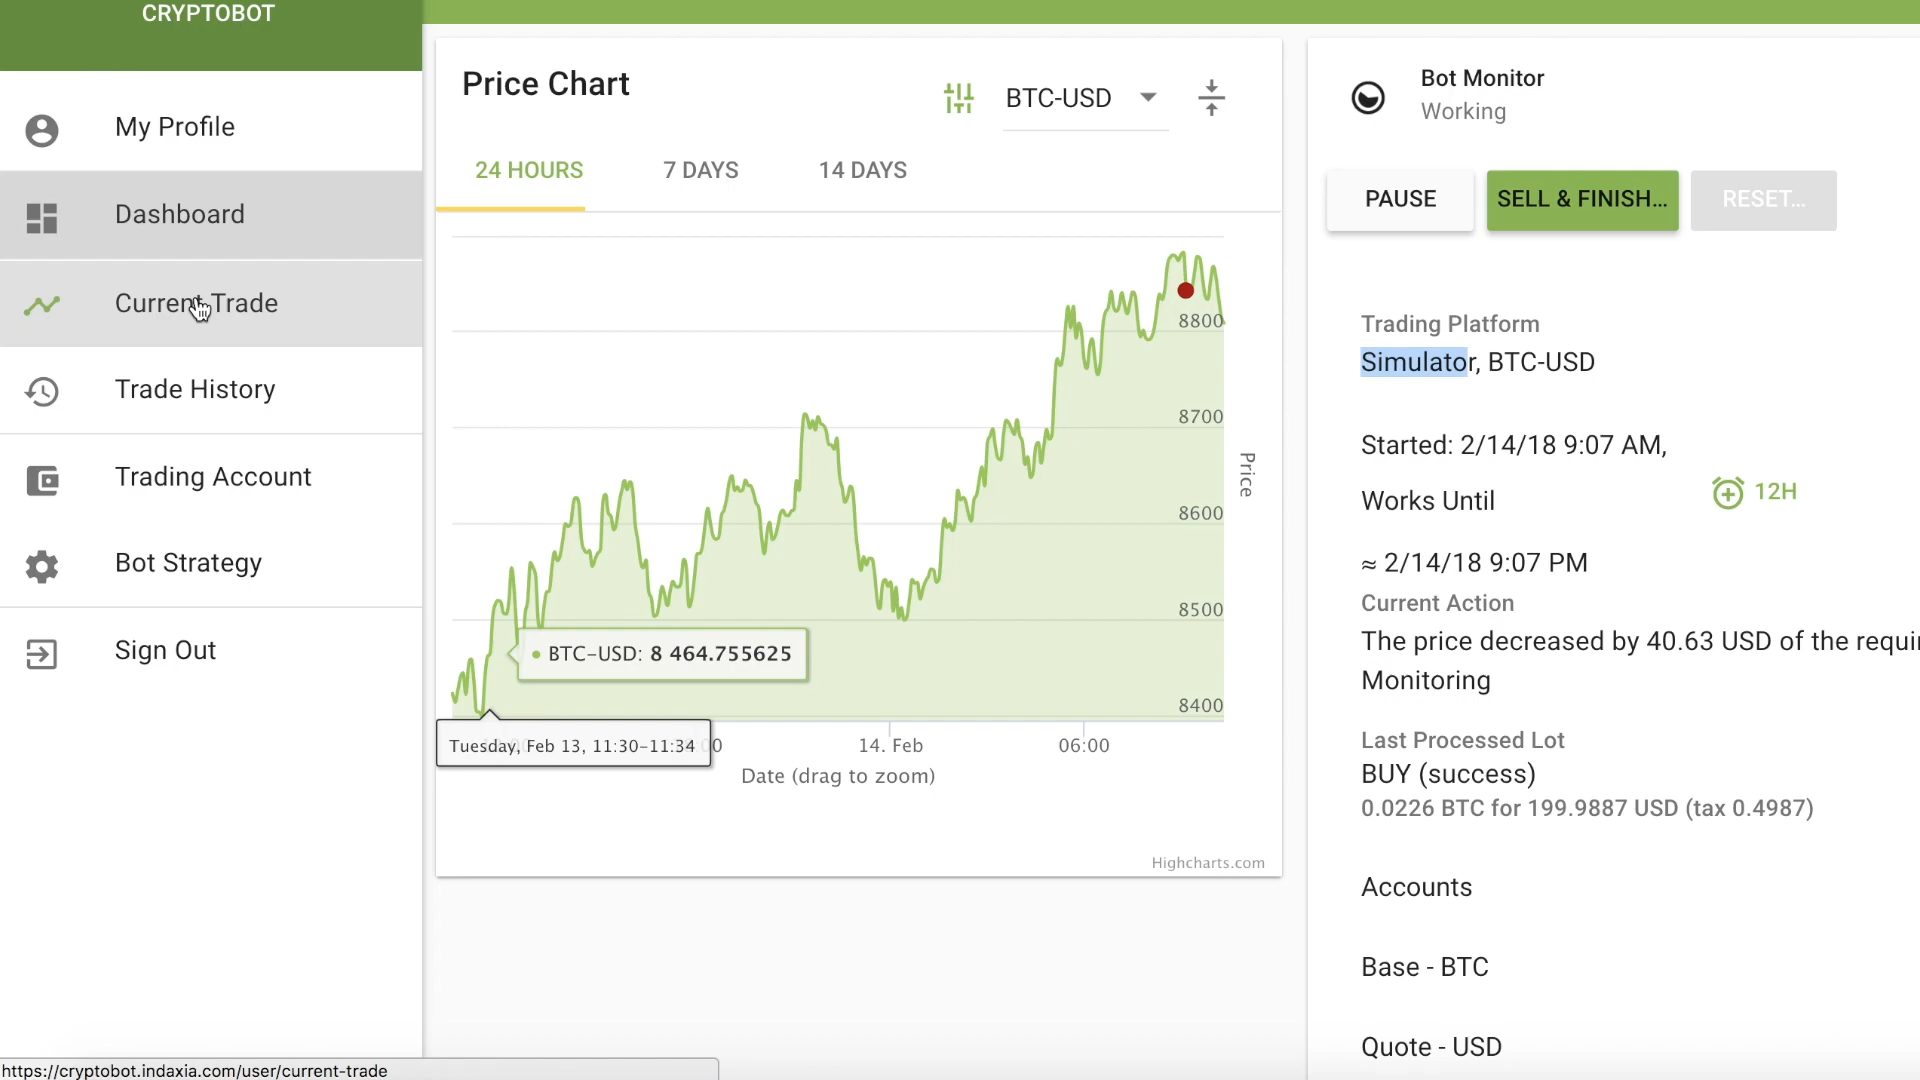 CRYPTOBOT
My Profile
Dashboard
Current Trade
Trade History
Trading Account
Bot Strategy
Sign Out
Price Chart
BTC-USD
24 HOURS
7 DAYS
14 DAYS
8800
8700
8600
8500
8400
Price
BTC-USD: 8 464.755625
Tuesday, Feb 13, 11:30-11:34
14. Feb
06:00
Date (drag to zoom)
Highcharts.com
Bot Monitor
Working
PAUSE
SELL & FINISH...
RESET...
Trading Platform
Simulator, BTC-USD
Started: 2/14/18 9:07 AM,
Works Until
12H
≈ 2/14/18 9:07 PM
Current Action
The price decreased by 40.63 USD of the requi
Monitoring
Last Processed Lot
BUY (success)
0.0226 BTC for 199.9887 USD (tax 0.4987)
Accounts
Base - BTC
Quote - USD
https://cryptobot.indaxia.com/user/current-trade